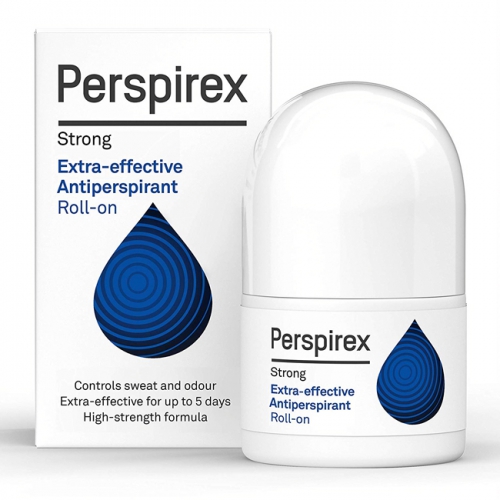 Perspirex
Strong
Extra-effective
Antiperspirant
Roll-on
Controls sweat and odour
Extra-effective for up to 5 days
High-strength formula
Perspirex
Strong
Extra-effective
Antiperspirant
Roll-on